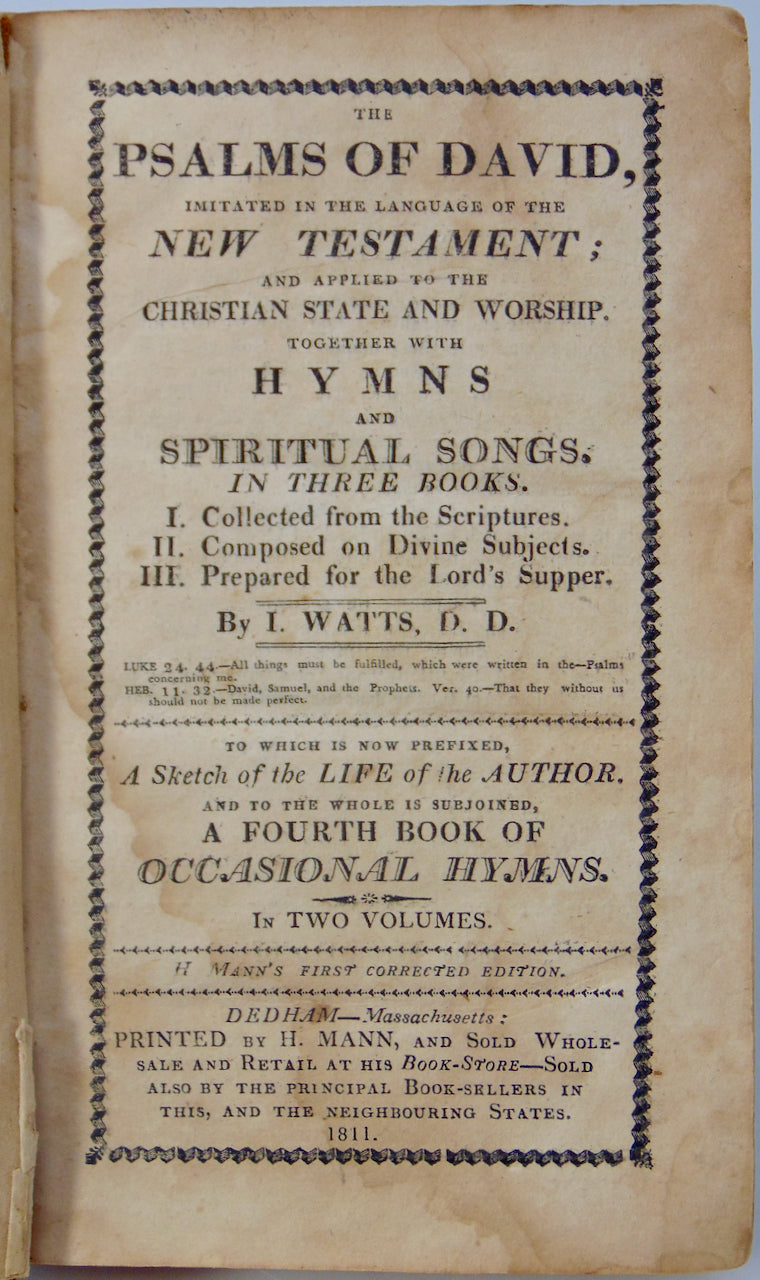 THE
PSALMS OF DAVID,
IMITATED IN THE LANGUAGE OF THE
NEW TESTAMENT;
AND APPLIED TO THE
CHRISTIAN STATE AND WORSHIP.
TOGETHER WITH
HYMNS
AND
SPIRITUAL SONGS.
IN THREE BOOKS.
I. Collected from the Scriptures.
II. Composed on Divine Subjects.
III. Prepared for the Lord's Supper.
By I. WATTS, D. D.
LUKE 24. 44.—All things must be fulfilled, which were written in the—Psalms
concerning me.
HEB. 11. 32.—David, Samuel, and the Prophets. Ver. 40.—That they without us
should not be made perfect.
TO WHICH IS NOW PREFIXED,
A Sketch of the LIFE of the AUTHOR.
AND TO THE WHOLE IS SUBJOINED,
A FOURTH BOOK OF
OCCASIONAL HYMNS.
IN TWO VOLUMES.
H MANN'S FIRST CORRECTED EDITION.
DEDHAM—Massachusetts:
PRINTED BY H. MANN, AND SOLD WHOLE-
SALE AND RETAIL AT HIS BOOK-STORE—SOLD
ALSO BY THE PRINCIPAL BOOK-SELLERS IN
THIS, AND THE NEIGHBOURING STATES.
1811.